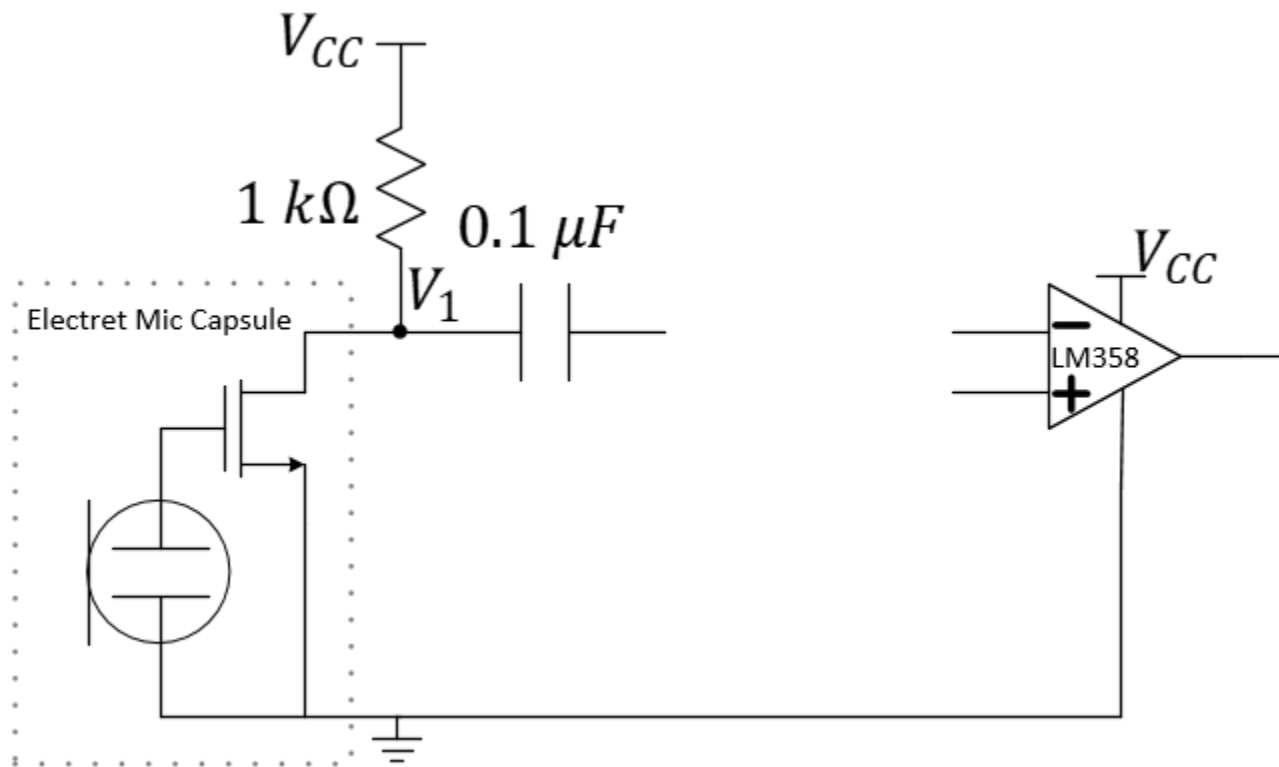 V_CC
1 kΩ
0.1 μF
V_1
Electret Mic Capsule
V_CC
−
LM358
+